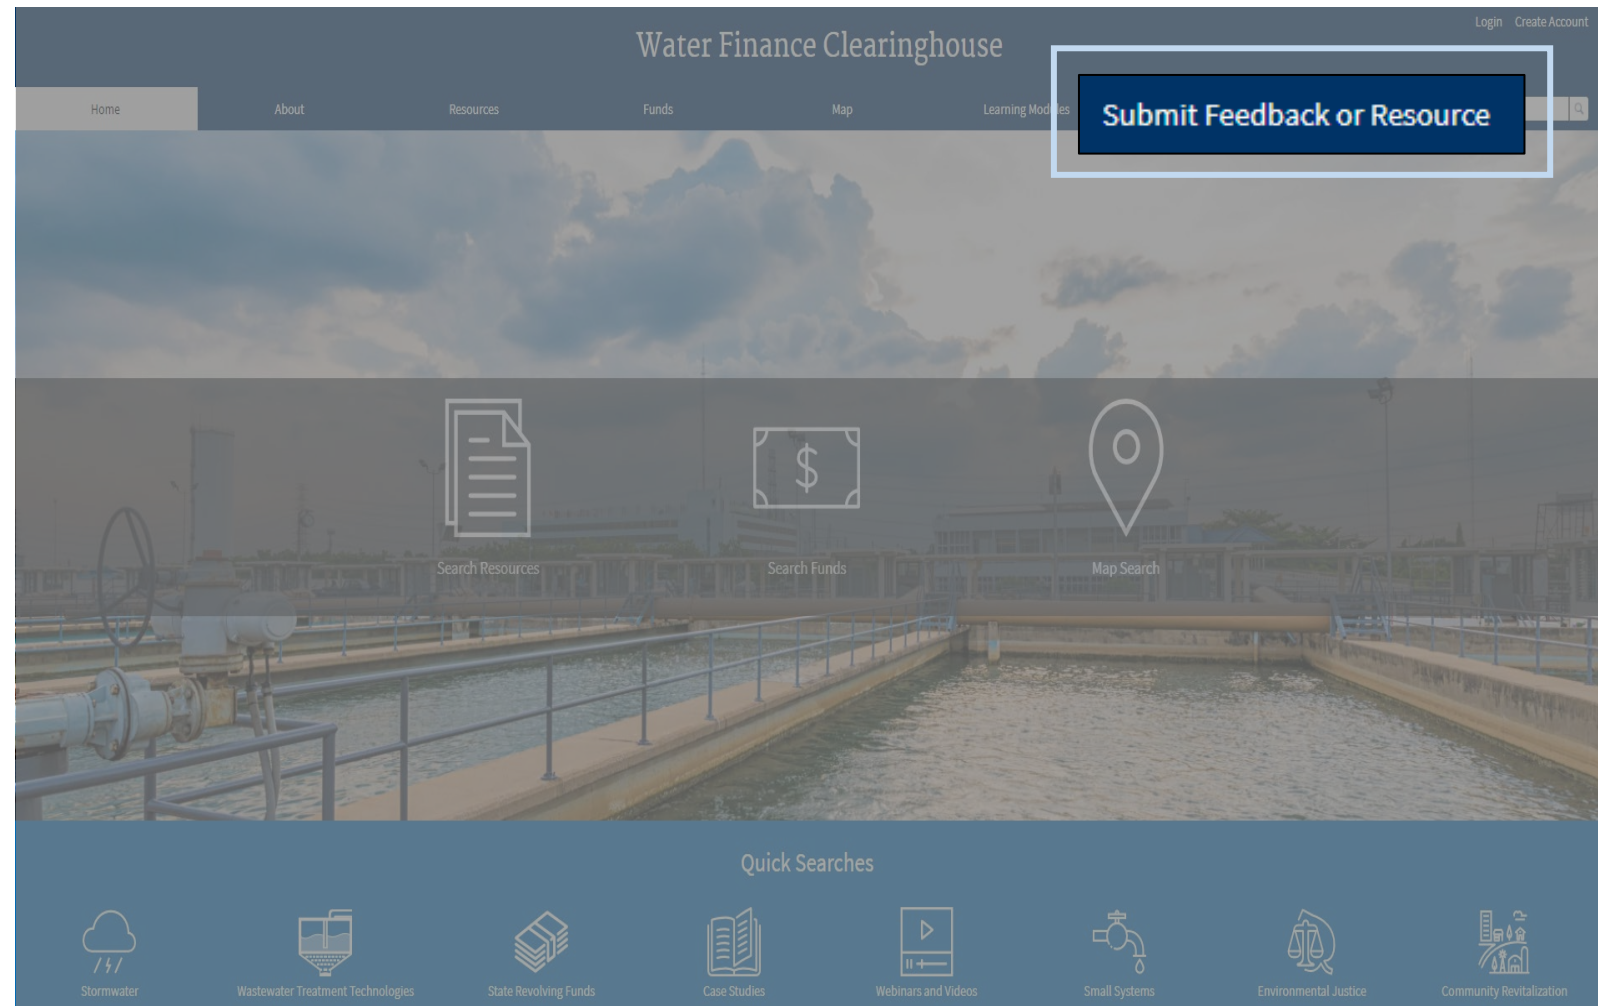 Login Create Account
Water Finance Clearinghouse
Home About Resources Funds Map Learning Modules
Submit Feedback or Resource
Search Resources Search Funds Map Search
Quick Searches
Stormwater Wastewater Treatment Technologies State Revolving Funds Case Studies Webinars and Videos Small Systems Environmental Justice Community Revitalization